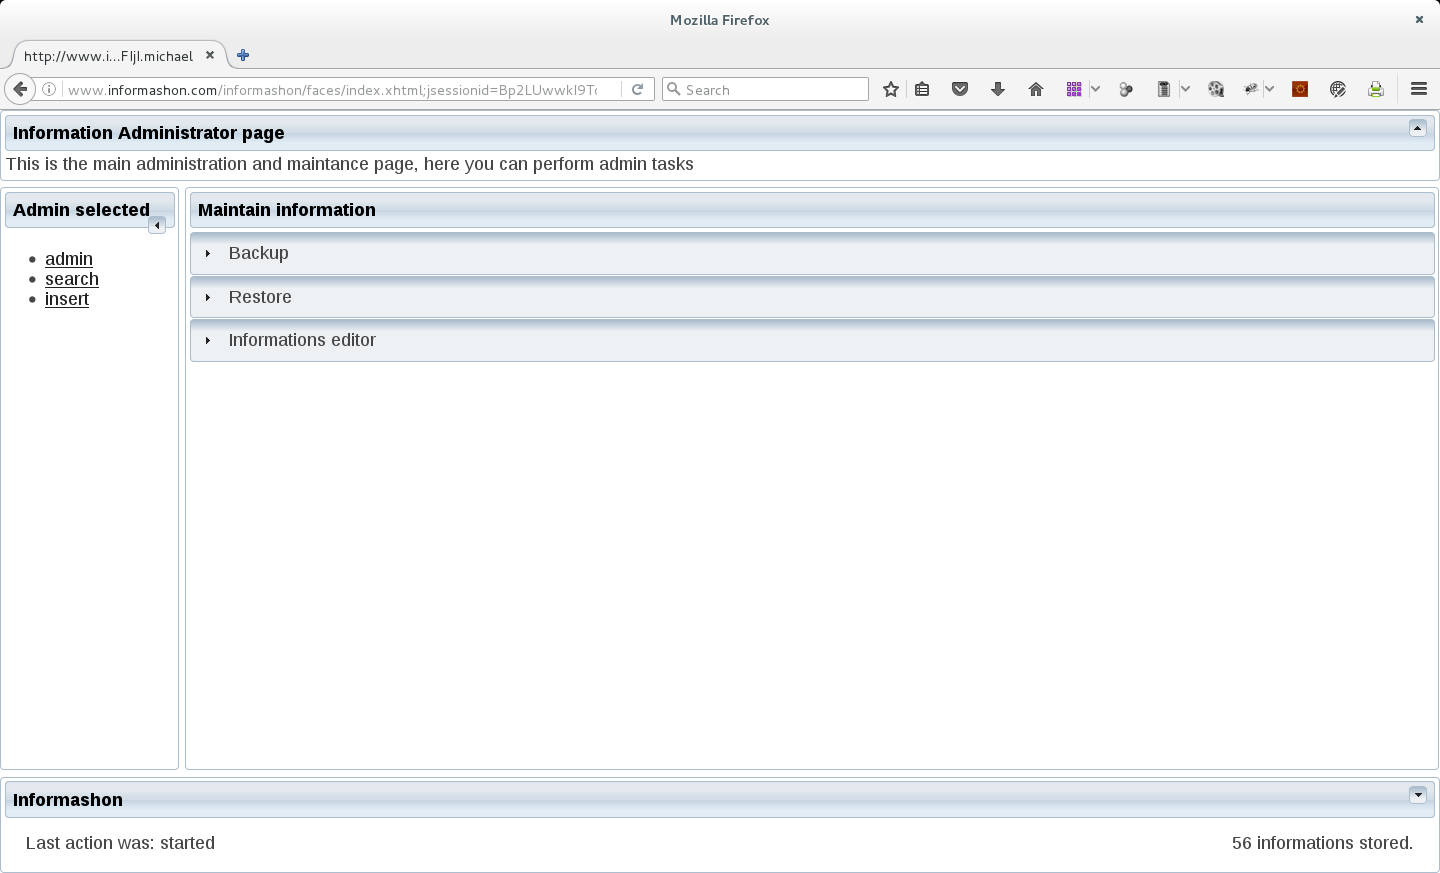 Mozilla Firefox
http://www.i...FIjl.michael
www.informashon.com/informashon/faces/index.xhtml;jsessionid=Bp2LUwwkI9To
Search
Information Administrator page
This is the main administration and maintance page, here you can perform admin tasks
Admin selected
admin
search
insert
Maintain information
Backup
Restore
Informations editor
Informashon
Last action was: started
56 informations stored.